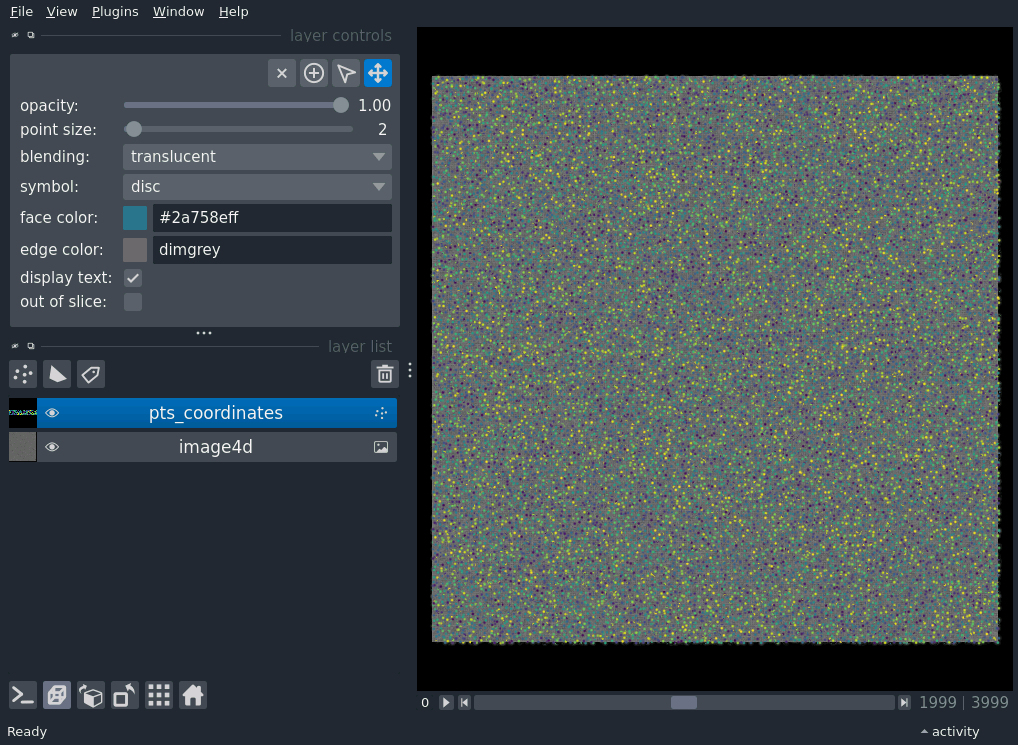 File View Plugins Window Help
layer controls
opacity: 1.00
point size: 2
blending: translucent
symbol: disc
face color: #2a758eff
edge color: dimgrey
display text:
out of slice:
layer list
pts_coordinates
image4d
0 1999 | 3999
Ready activity